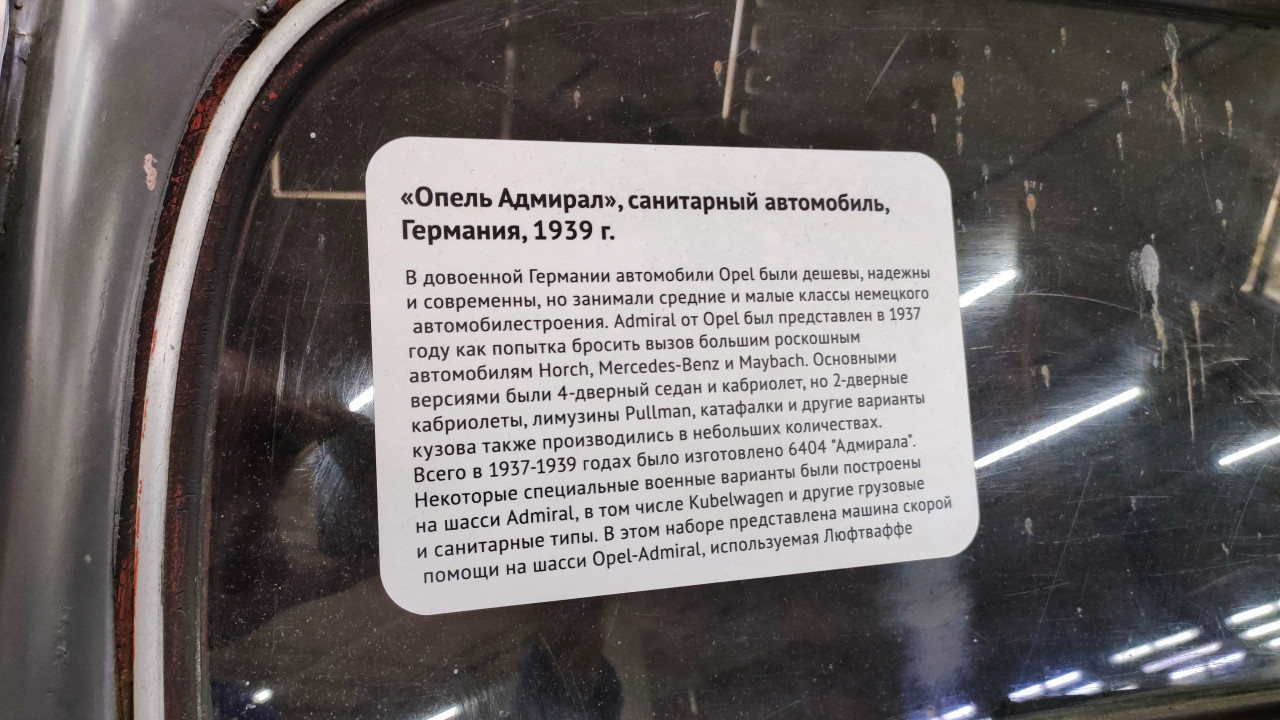 «Опель Адмирал», санитарный автомобиль,
Германия, 1939 г.
В довоенной Германии автомобили Opel были дешевы, надежны
и современны, но занимали средние и малые классы немецкого
автомобилестроения. Admiral от Opel был представлен в 1937
году как попытка бросить вызов большим роскошным
автомобилям Horch, Mercedes-Benz и Maybach. Основными
версиями были 4-дверный седан и кабриолет, но 2-дверные
кабриолеты, лимузины Pullman, катафалки и другие варианты
кузова также производились в небольших количествах.
Всего в 1937-1939 годах было изготовлено 6404 "Адмирала".
Некоторые специальные военные варианты были построены
на шасси Admiral, в том числе Kubelwagen и другие грузовые
и санитарные типы. В этом наборе представлена машина скорой
помощи на шасси Opel-Admiral, используемая Люфтваффе